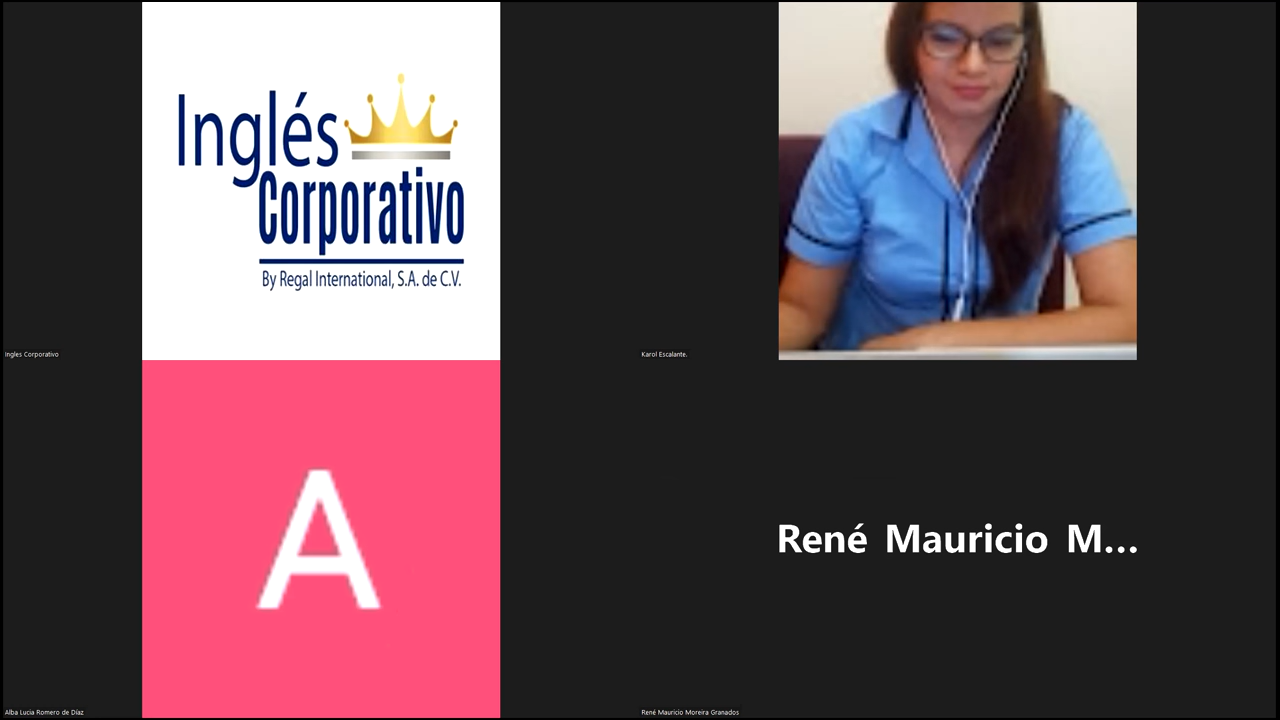 Inglés
Corporativo
By Regal International, S.A. de C.V.
Ingles Corporativo
Karol Escalante.
A
René Mauricio M...
Alba Lucia Romero de Díaz
René Mauricio Moreira Granados